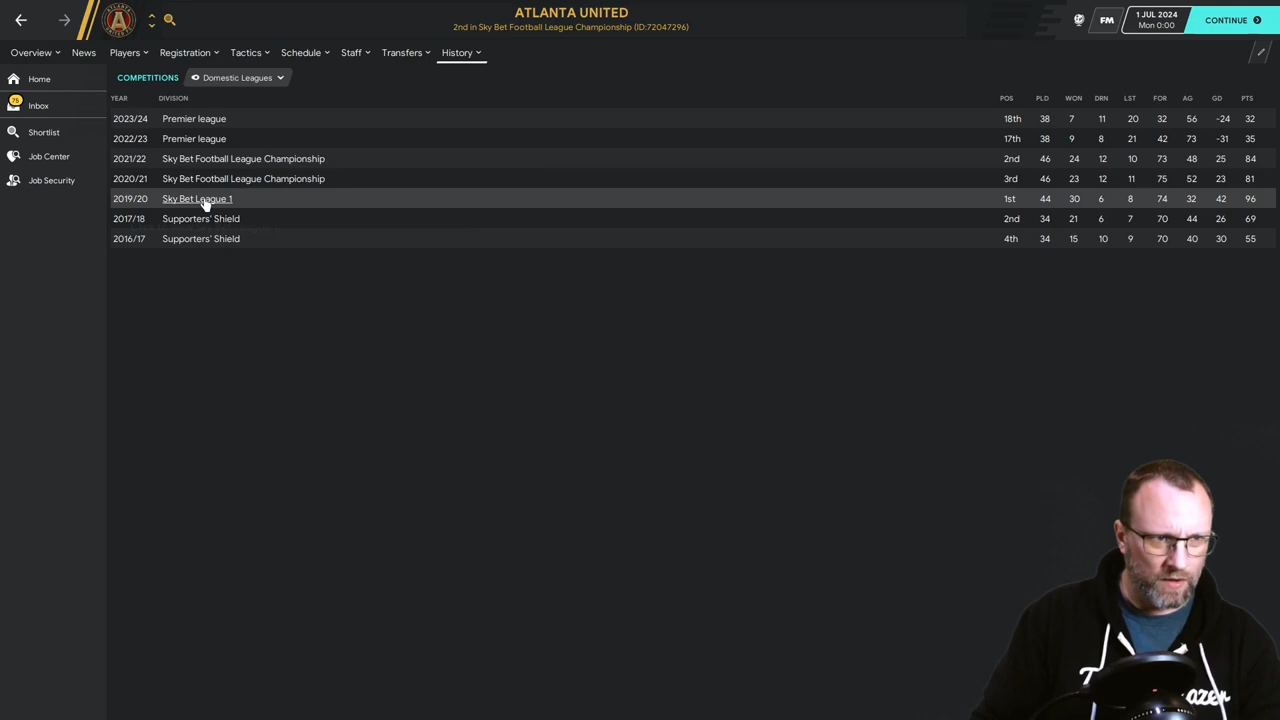 ATLANTA UNITED
2nd in Sky Bet Football League Championship (ID:72047296)
FM
1 JUL 2024
Mon 0:00
CONTINUE
Overview
News
Players
Registration
Tactics
Schedule
Staff
Transfers
History
Home
75
Inbox
Shortlist
Job Center
Job Security
COMPETITIONS Domestic Leagues
YEAR DIVISION POS PLD WON DRN LST FOR AG GD PTS
2023/24 Premier league 18th 38 7 11 20 32 56 -24 32
2022/23 Premier league 17th 38 9 8 21 42 73 -31 35
2021/22 Sky Bet Football League Championship 2nd 46 24 12 10 73 48 25 84
2020/21 Sky Bet Football League Championship 3rd 46 23 12 11 75 52 23 81
2019/20 Sky Bet League 1 1st 44 30 6 8 74 32 42 96
2017/18 Supporters' Shield 2nd 34 21 6 7 70 44 26 69
2016/17 Supporters' Shield 4th 34 15 10 9 70 40 30 55